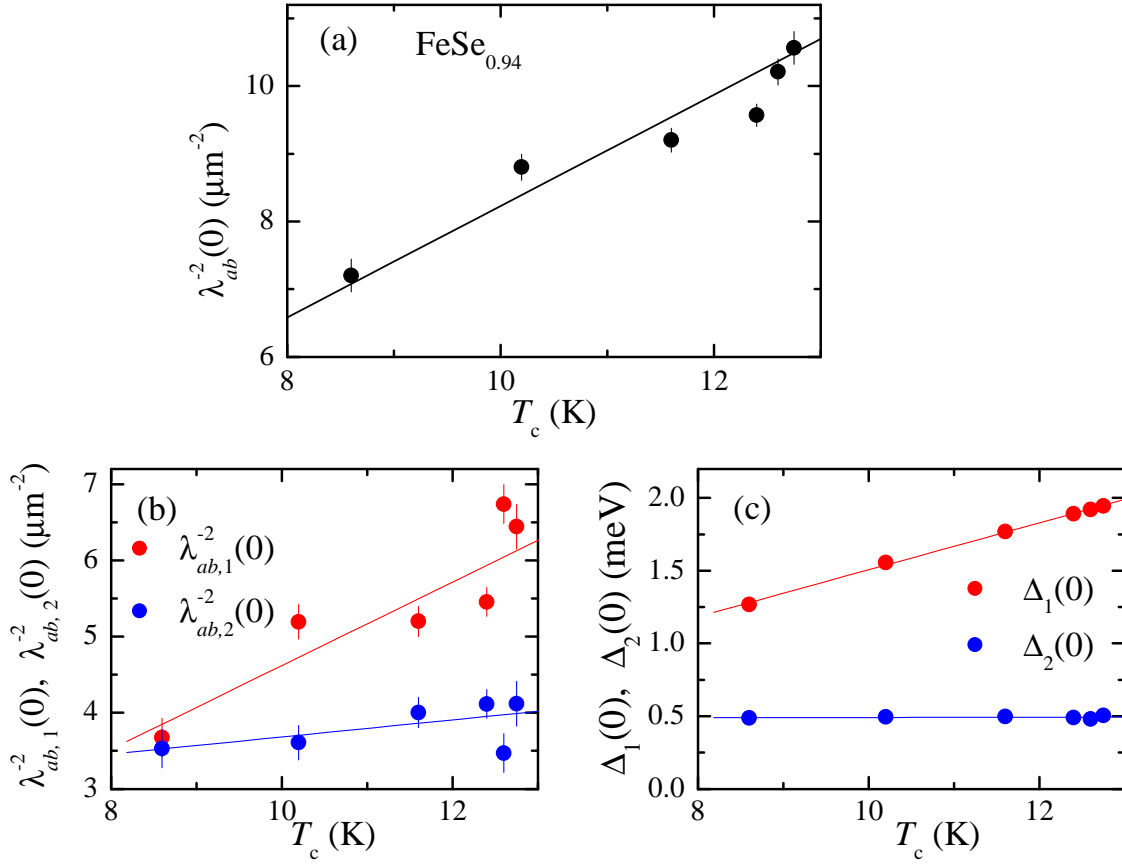 (a) FeSe₀.₉₄
λ⁻²ab(0) (μm⁻²)
10
8
6
8 10 12
Tc (K)
(b)
λ⁻²ab,1(0)
λ⁻²ab,2(0)
λ⁻²ab,1(0), λ⁻²ab,2(0) (μm⁻²)
7
6
5
4
3
8 10 12
Tc (K)
(c)
Δ₁(0)
Δ₂(0)
Δ₁(0), Δ₂(0) (meV)
2.0
1.5
1.0
0.5
0.0
8 10 12
Tc (K)